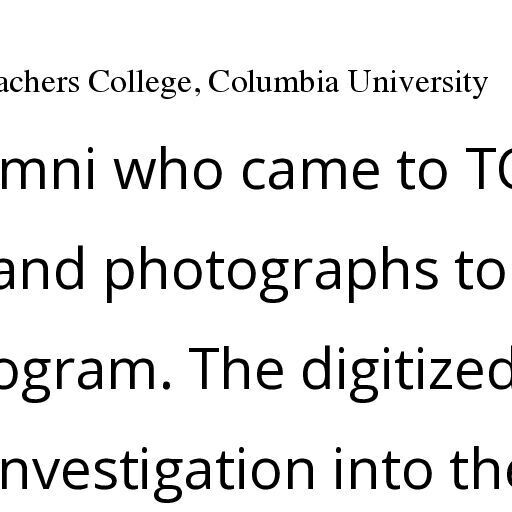 achers College, Columbia University
mni who came to TC
and photographs to
ogram. The digitized
nvestigation into the